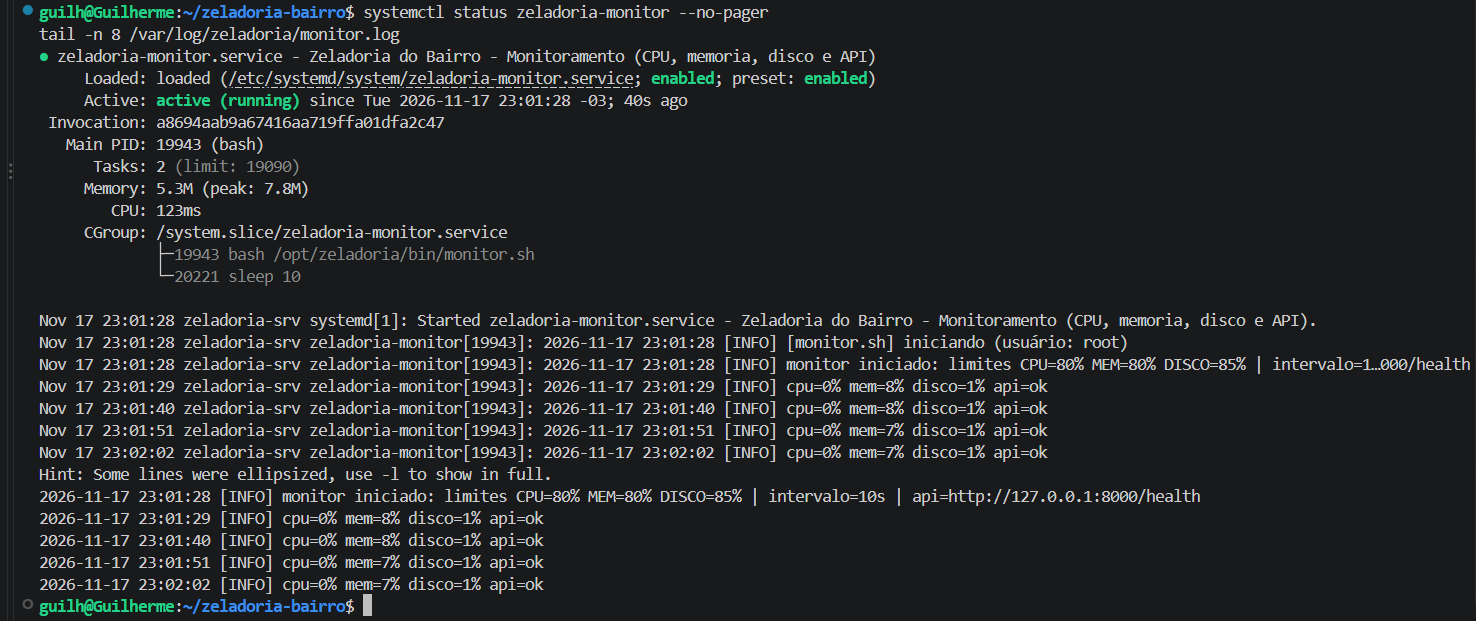 guilh@Guilherme:~/zeladoria-bairro$ systemctl status zeladoria-monitor --no-pager
tail -n 8 /var/log/zeladoria/monitor.log
● zeladoria-monitor.service - Zeladoria do Bairro - Monitoramento (CPU, memoria, disco e API)
Loaded: loaded (/etc/systemd/system/zeladoria-monitor.service; enabled; preset: enabled)
Active: active (running) since Tue 2026-11-17 23:01:28 -03; 40s ago
Invocation: a8694aab9a67416aa719ffa01dfa2c47
Main PID: 19943 (bash)
Tasks: 2 (limit: 19090)
Memory: 5.3M (peak: 7.8M)
CPU: 123ms
CGroup: /system.slice/zeladoria-monitor.service
├─19943 bash /opt/zeladoria/bin/monitor.sh
└─20221 sleep 10
Nov 17 23:01:28 zeladoria-srv systemd[1]: Started zeladoria-monitor.service - Zeladoria do Bairro - Monitoramento (CPU, memoria, disco e API).
Nov 17 23:01:28 zeladoria-srv zeladoria-monitor[19943]: 2026-11-17 23:01:28 [INFO] [monitor.sh] iniciando (usuário: root)
Nov 17 23:01:28 zeladoria-srv zeladoria-monitor[19943]: 2026-11-17 23:01:28 [INFO] monitor iniciado: limites CPU=80% MEM=80% DISCO=85% | intervalo=1…000/health
Nov 17 23:01:29 zeladoria-srv zeladoria-monitor[19943]: 2026-11-17 23:01:29 [INFO] cpu=0% mem=8% disco=1% api=ok
Nov 17 23:01:40 zeladoria-srv zeladoria-monitor[19943]: 2026-11-17 23:01:40 [INFO] cpu=0% mem=8% disco=1% api=ok
Nov 17 23:01:51 zeladoria-srv zeladoria-monitor[19943]: 2026-11-17 23:01:51 [INFO] cpu=0% mem=7% disco=1% api=ok
Nov 17 23:02:02 zeladoria-srv zeladoria-monitor[19943]: 2026-11-17 23:02:02 [INFO] cpu=0% mem=7% disco=1% api=ok
Hint: Some lines were ellipsized, use -l to show in full.
2026-11-17 23:01:28 [INFO] monitor iniciado: limites CPU=80% MEM=80% DISCO=85% | intervalo=10s | api=http://127.0.0.1:8000/health
2026-11-17 23:01:29 [INFO] cpu=0% mem=8% disco=1% api=ok
2026-11-17 23:01:40 [INFO] cpu=0% mem=8% disco=1% api=ok
2026-11-17 23:01:51 [INFO] cpu=0% mem=7% disco=1% api=ok
2026-11-17 23:02:02 [INFO] cpu=0% mem=7% disco=1% api=ok
guilh@Guilherme:~/zeladoria-bairro$